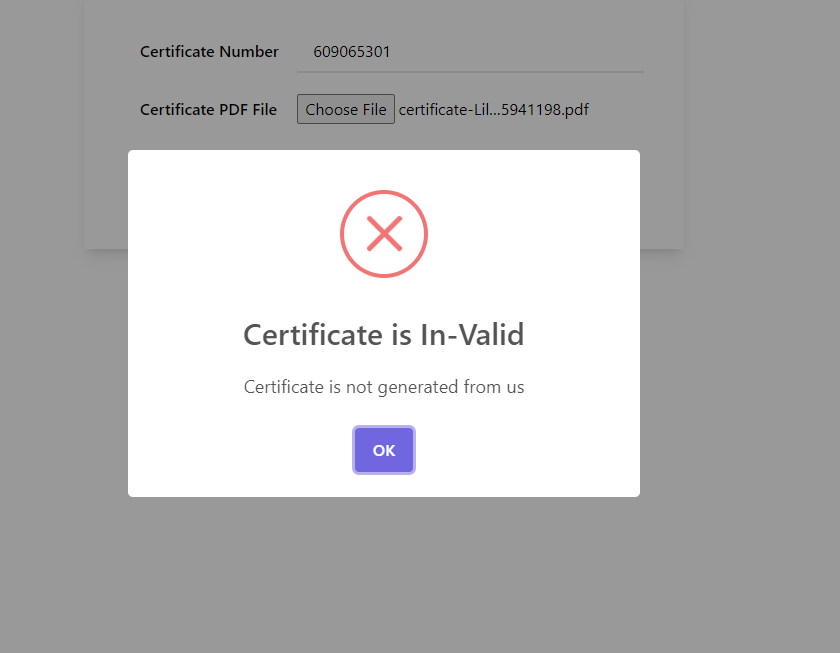 Certificate Number 609065301
Certificate PDF File Choose File certificate-Lil...5941198.pdf
Certificate is In-Valid
Certificate is not generated from us
OK